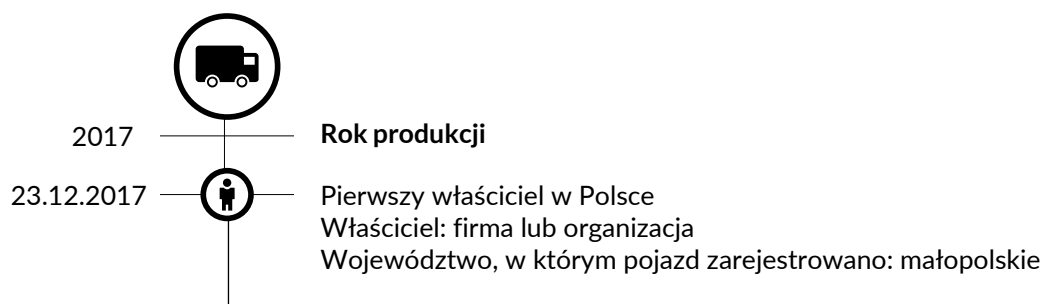 2017
Rok produkcji
23.12.2017
Pierwszy właściciel w Polsce
Właściciel: firma lub organizacja
Województwo, w którym pojazd zarejestrowano: małopolskie